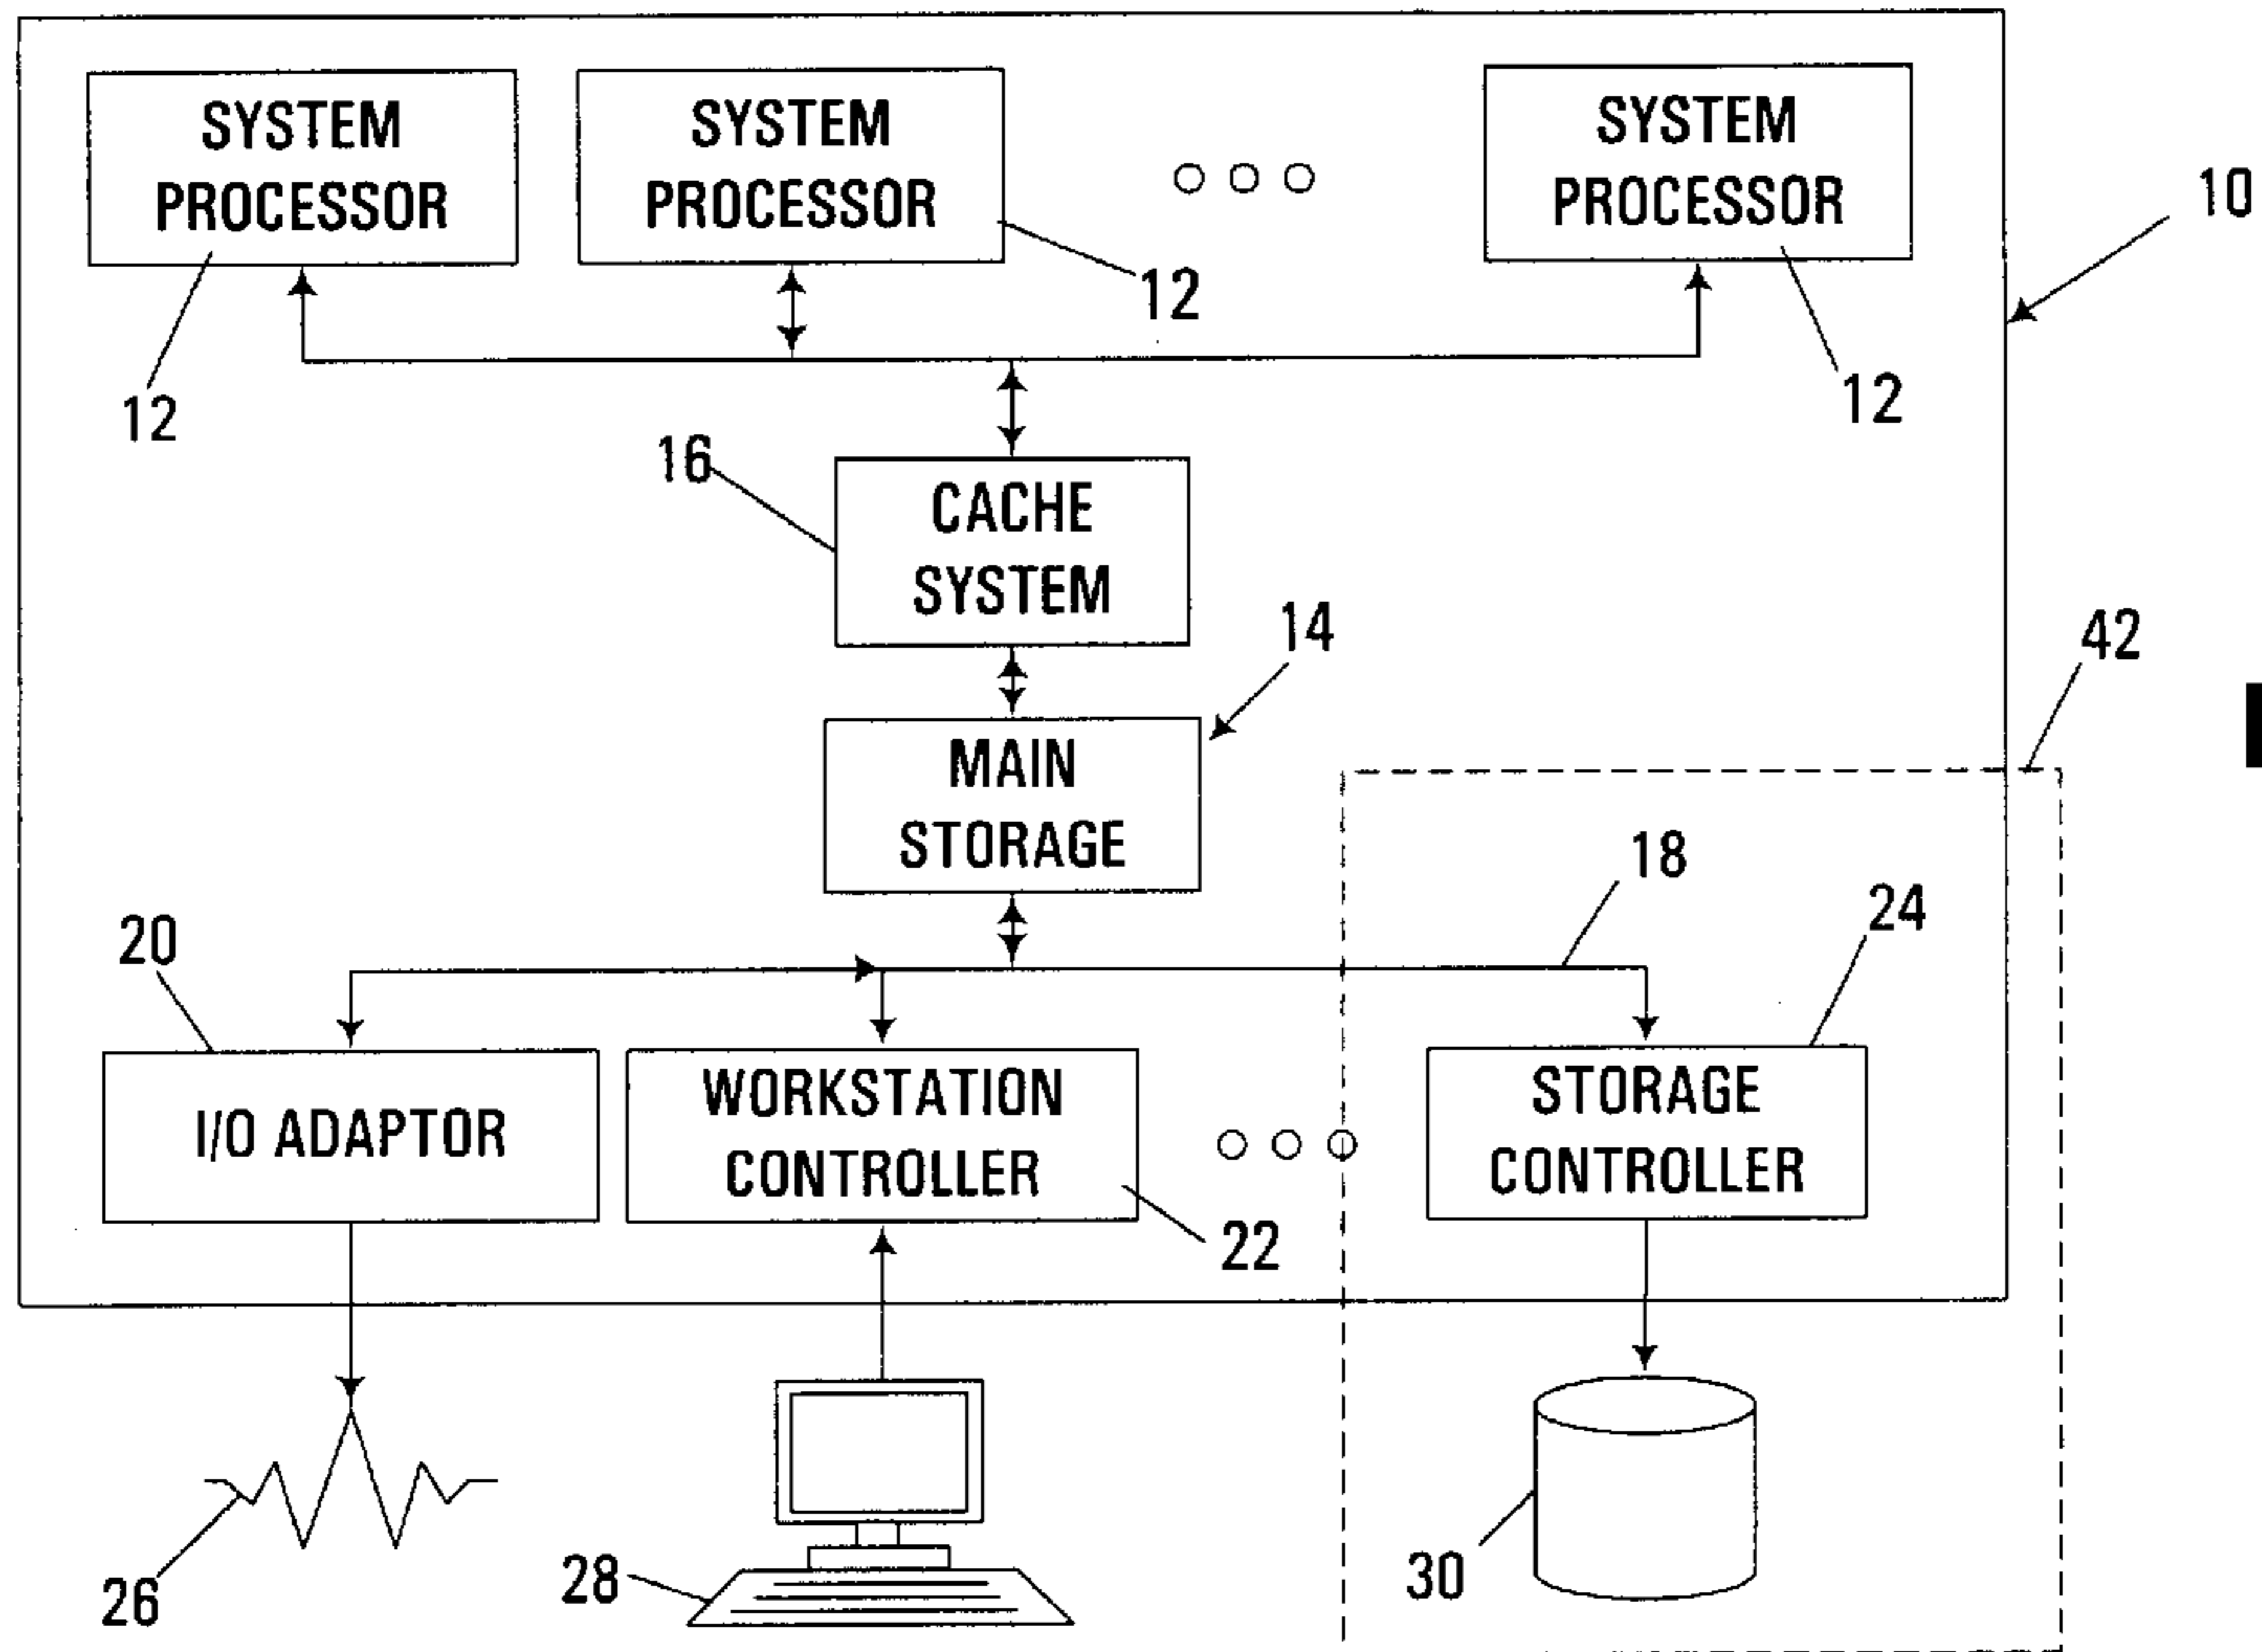 SYSTEM
PROCESSOR
SYSTEM
PROCESSOR
SYSTEM
PROCESSOR
10
12
12
12
16
CACHE
SYSTEM
14
42
MAIN
STORAGE
18
24
20
I/O ADAPTOR
WORKSTATION
CONTROLLER
STORAGE
CONTROLLER
22
26
28
30